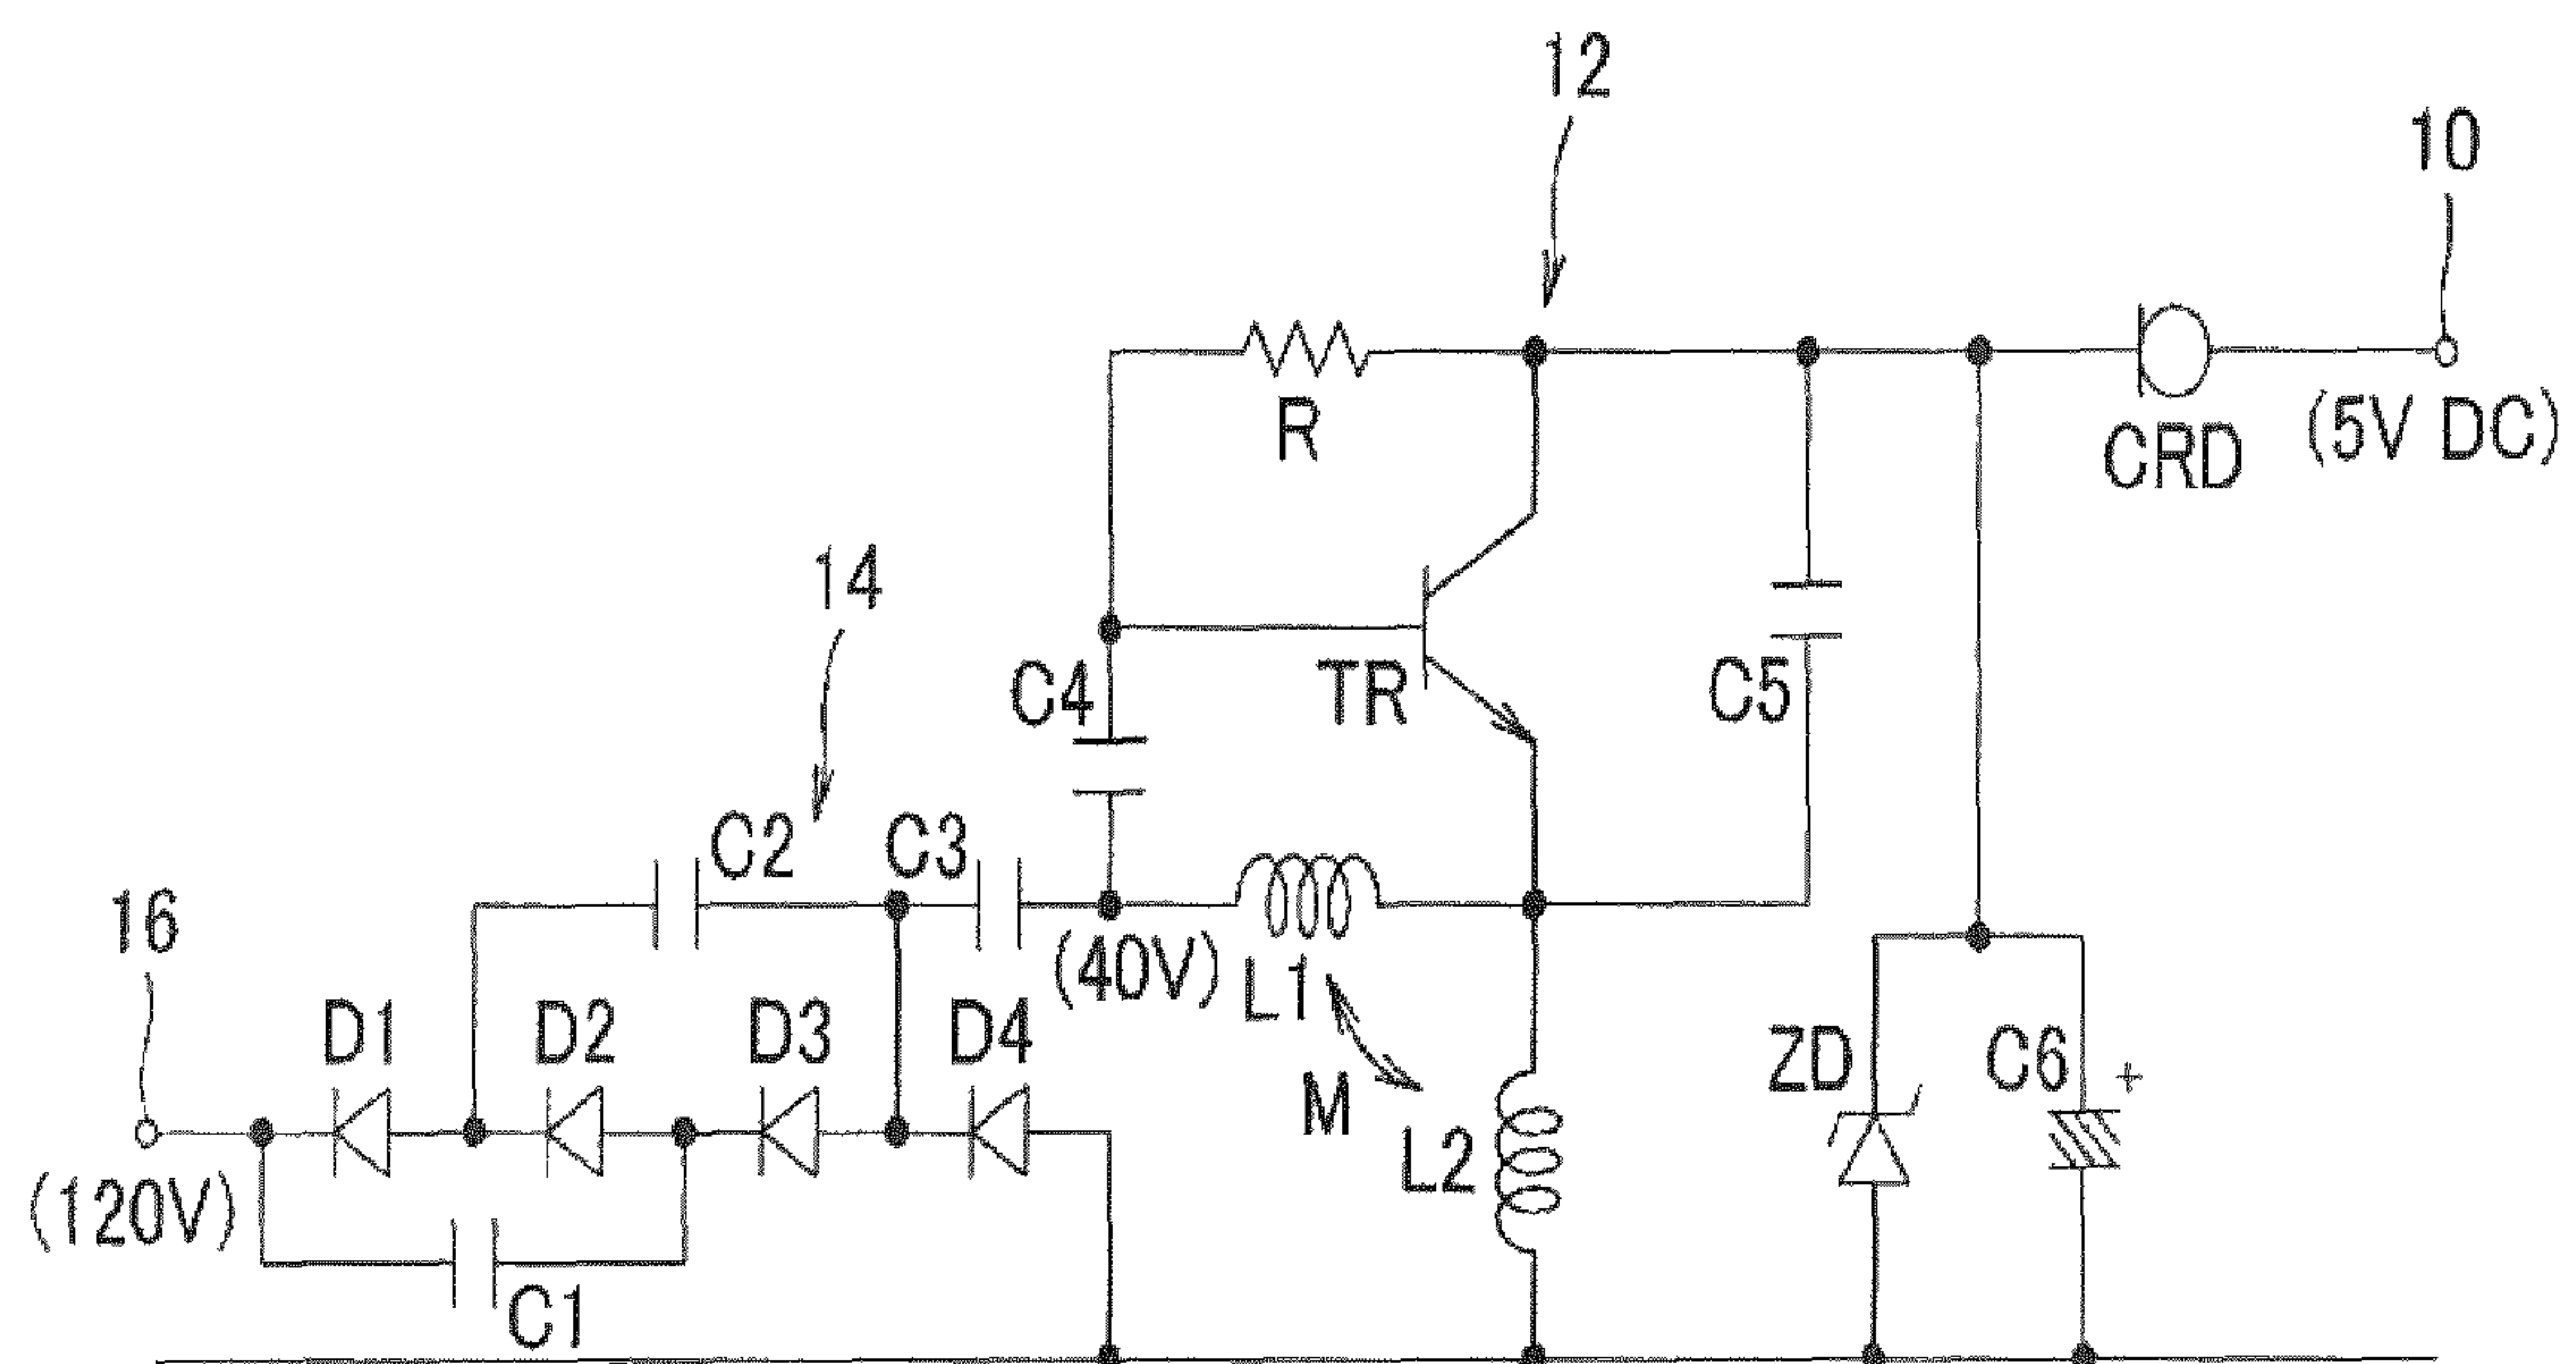 12
10
R
CRD
(5V DC)
14
C4
TR
C5
C2
C3
16
(40V)
L1
D1
D2
D3
D4
ZD
C6
+
M
L2
(120V)
C1